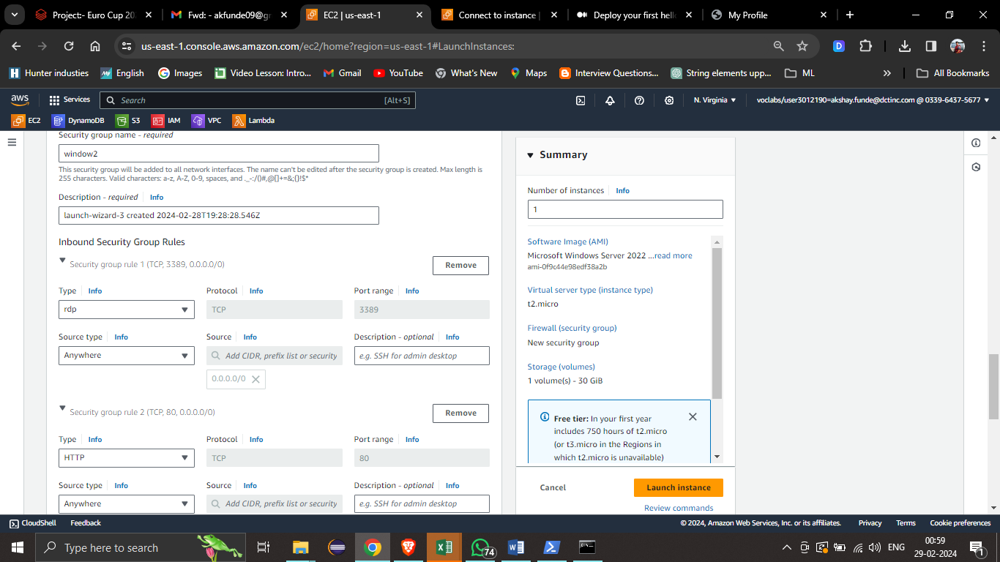 Project:- Euro Cup 20
Fwd: - akfunde09@gr
EC2 | us-east-1
Connect to instance |
Deploy your first hell
My Profile
us-east-1.console.aws.amazon.com/ec2/home?region=us-east-1#LaunchInstances:
Hunter industies
English
Images
Video Lesson: Intro...
Gmail
YouTube
What's New
Maps
Interview Questions...
String elements upp...
ML
»
All Bookmarks
aws
Services
Search
[Alt+S]
N. Virginia
voclabs/user3012190=akshay.funde@dctinc.com @ 0339-6437-5677
EC2
DynamoDB
S3
IAM
VPC
Lambda
Security group name - required
window2
This security group will be added to all network interfaces. The name can't be edited after the security group is created. Max length is
255 characters. Valid characters: a-z, A-Z, 0-9, spaces, and ._-:/()#,@[]+=&;{}!$*
Description - required Info
launch-wizard-3 created 2024-02-28T19:28:28.546Z
Inbound Security Group Rules
Security group rule 1 (TCP, 3389, 0.0.0.0/0)
Remove
Type Info
Protocol Info
Port range Info
rdp
TCP
3389
Source type Info
Source Info
Description - optional Info
Anywhere
Add CIDR, prefix list or security
e.g. SSH for admin desktop
0.0.0.0/0
Security group rule 2 (TCP, 80, 0.0.0.0/0)
Remove
Type Info
Protocol Info
Port range Info
HTTP
TCP
80
Source type Info
Source Info
Description - optional Info
Anywhere
Add CIDR, prefix list or security
e.g. SSH for admin desktop
Summary
Number of instances Info
1
Software Image (AMI)
Microsoft Windows Server 2022 ...read more
ami-0f9c44e98edf38a2b
Virtual server type (instance type)
t2.micro
Firewall (security group)
New security group
Storage (volumes)
1 volume(s) - 30 GiB
Free tier: In your first year
includes 750 hours of t2.micro
(or t3.micro in the Regions in
which t2.micro is unavailable)
Cancel
Launch instance
Review commands
CloudShell
Feedback
© 2024, Amazon Web Services, Inc. or its affiliates.
Privacy
Terms
Cookie preferences
Type here to search
74
ENG
00:59
29-02-2024
1